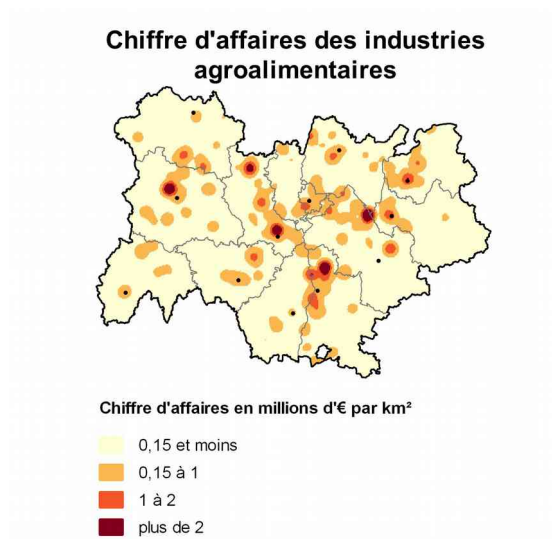 Chiffre d'affaires des industries
agroalimentaires
Chiffre d'affaires en millions d'€ par km²
0,15 et moins
0,15 à 1
1 à 2
plus de 2